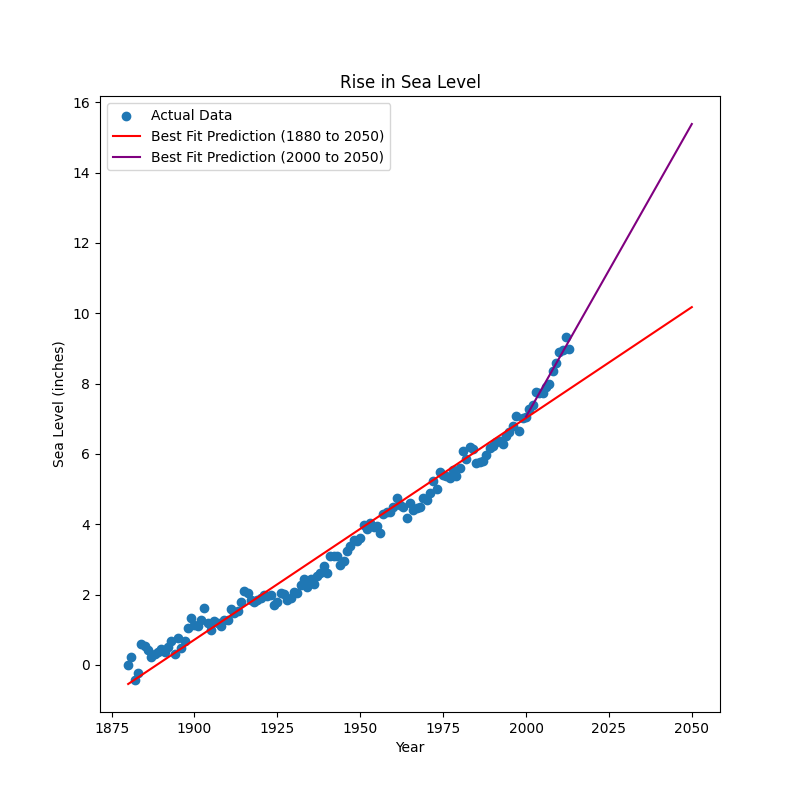 Rise in Sea Level
Actual Data
Best Fit Prediction (1880 to 2050)
Best Fit Prediction (2000 to 2050)
16
14
12
10
8
6
4
2
0
Sea Level (inches)
1875 1900 1925 1950 1975 2000 2025 2050
Year